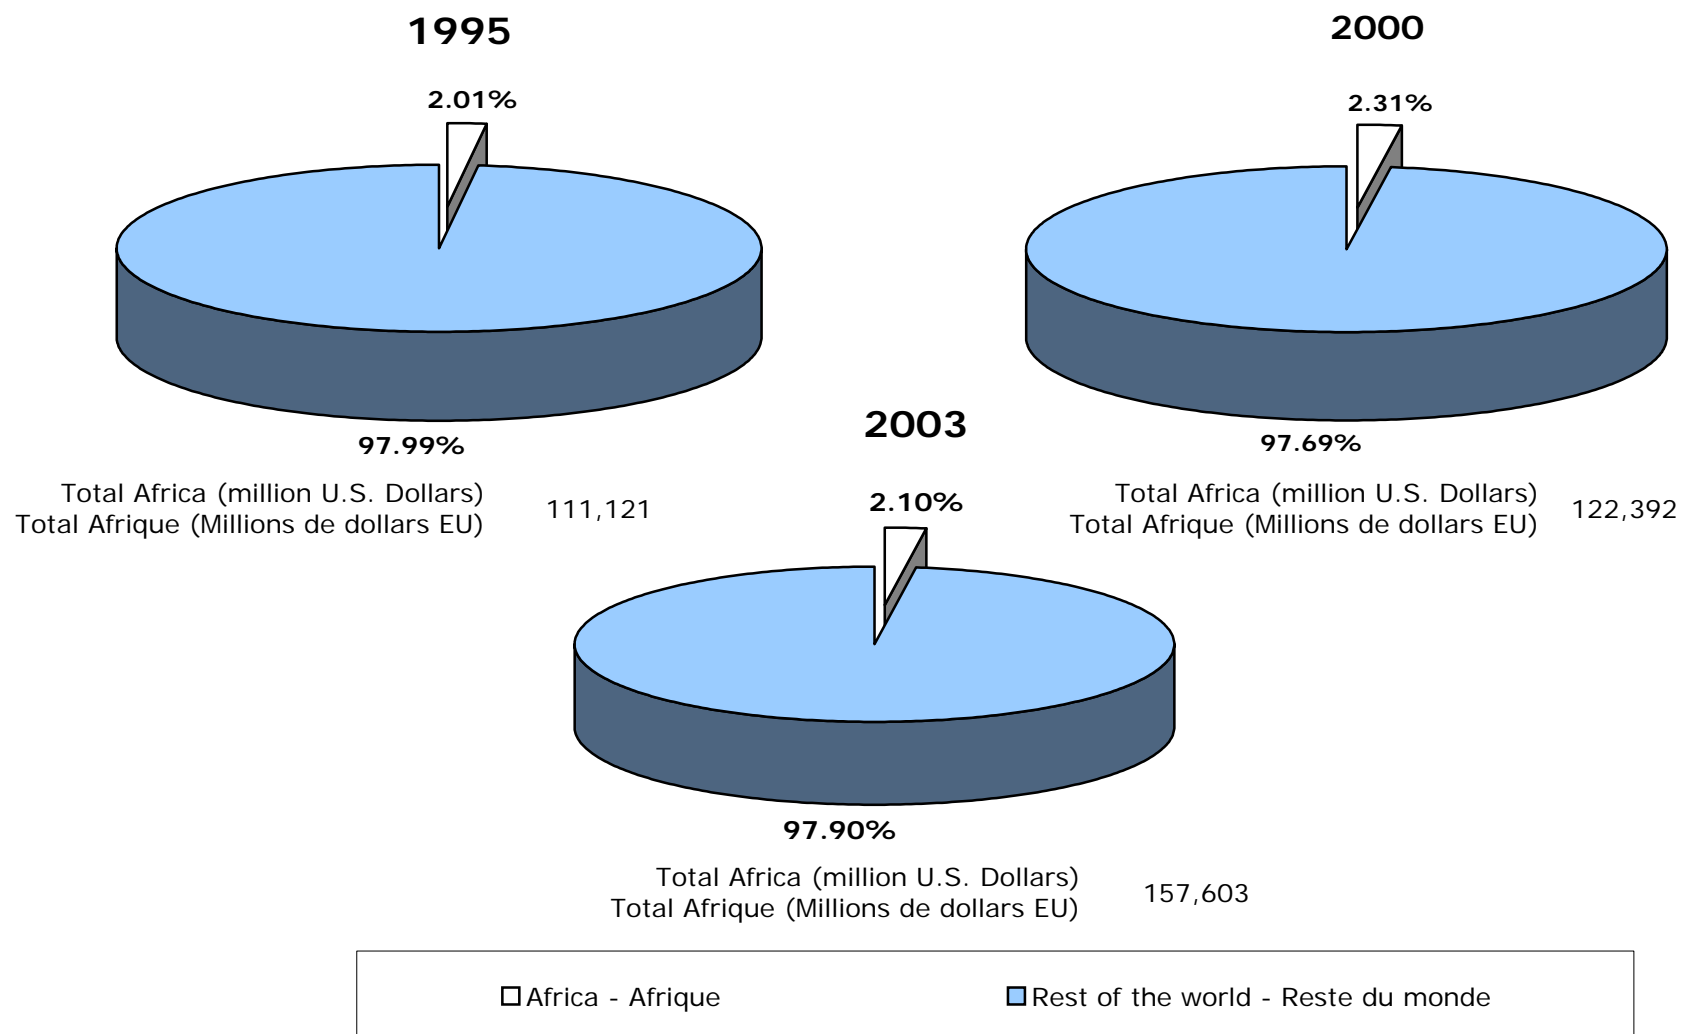 1995
2.01%
97.99%
Total Africa (million U.S. Dollars)
Total Afrique (Millions de dollars EU)
111,121
2000
2.31%
97.69%
Total Africa (million U.S. Dollars)
Total Afrique (Millions de dollars EU)
122,392
2003
2.10%
97.90%
Total Africa (million U.S. Dollars)
Total Afrique (Millions de dollars EU)
157,603
Africa - Afrique
Rest of the world - Reste du monde